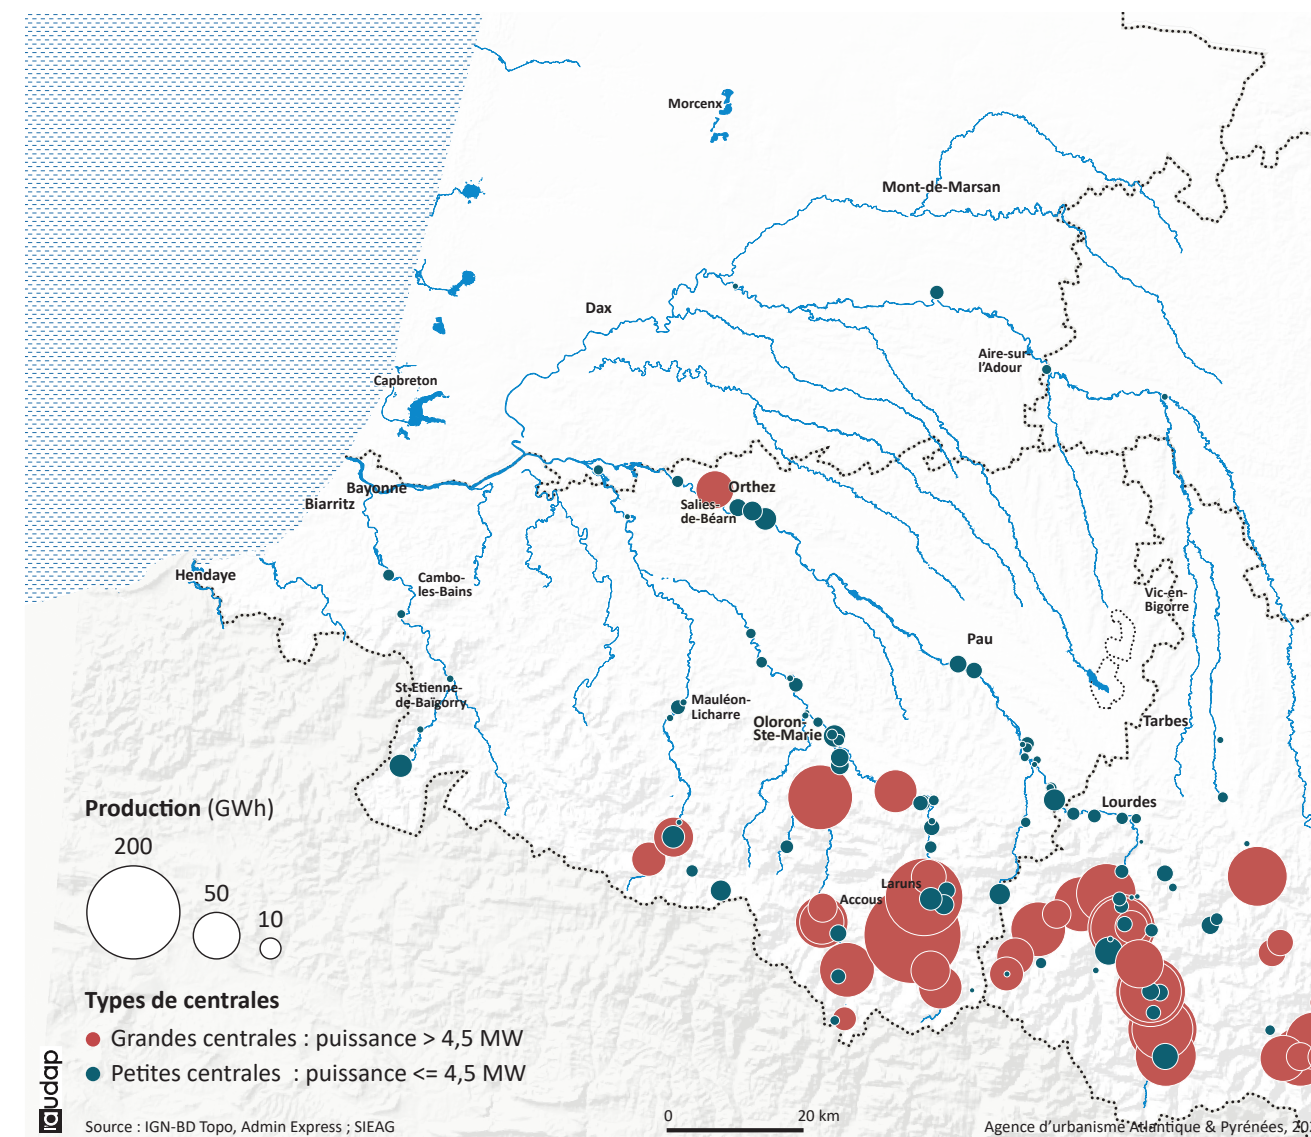 Morcenx
Mont-de-Marsan
Dax
Aire-sur-
l'Adour
Capbreton
Bayonne
Biarritz
Orthez
Salies-
de-Béarn
Hendaye
Cambo-
les-Bains
Vic-en-
Bigorre
Pau
St-Etienne-
de-Baïgorry
Mauléon-
Licharre
Oloron-
Ste-Marie
Tarbes
Lourdes
Laruns
Accous
Production (GWh)
200
50
10
Types de centrales
Grandes centrales : puissance > 4,5 MW
Petites centrales : puissance <= 4,5 MW
audap
0
20 km
Source : IGN-BD Topo, Admin Express ; SIEAG
Agence d'urbanisme Atlantique & Pyrénées, 20